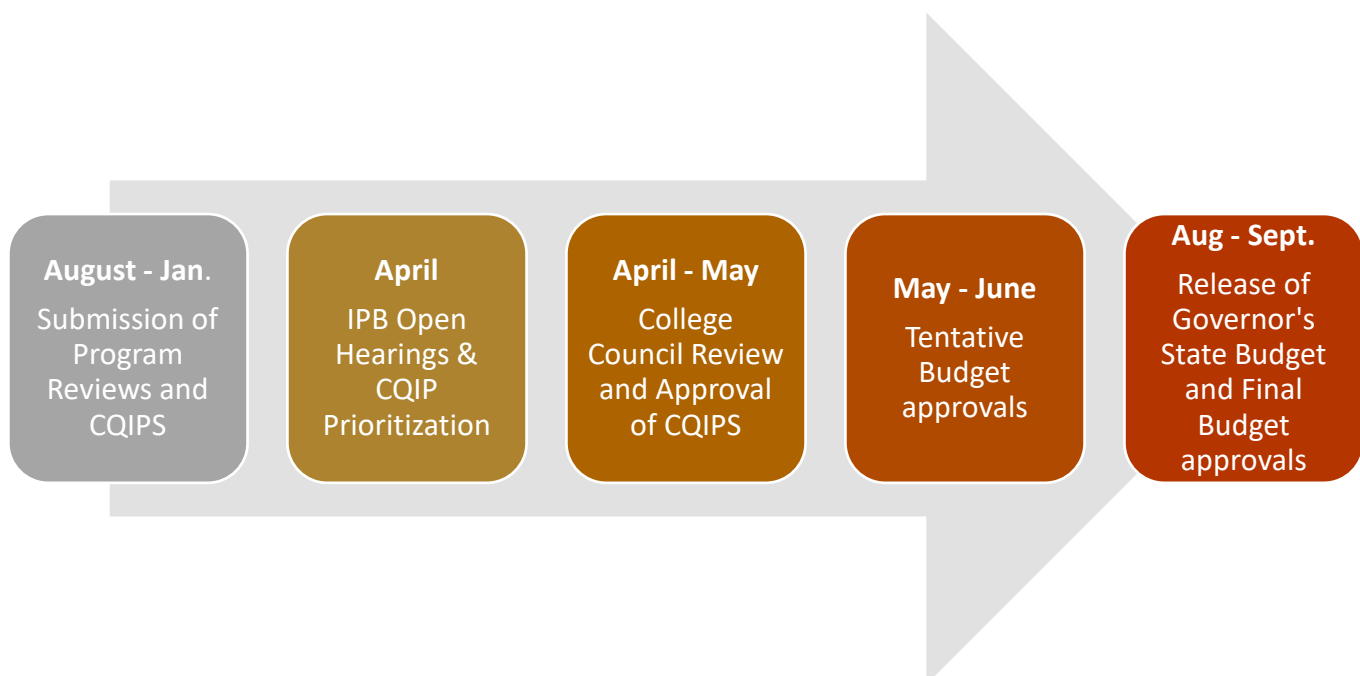 August - Jan.
Submission of
Program
Reviews and
CQIPS
April
IPB Open
Hearings &
CQIP
Prioritization
April - May
College
Council Review
and Approval
of CQIPS
May - June
Tentative
Budget
approvals
Aug - Sept.
Release of
Governor's
State Budget
and Final
Budget
approvals